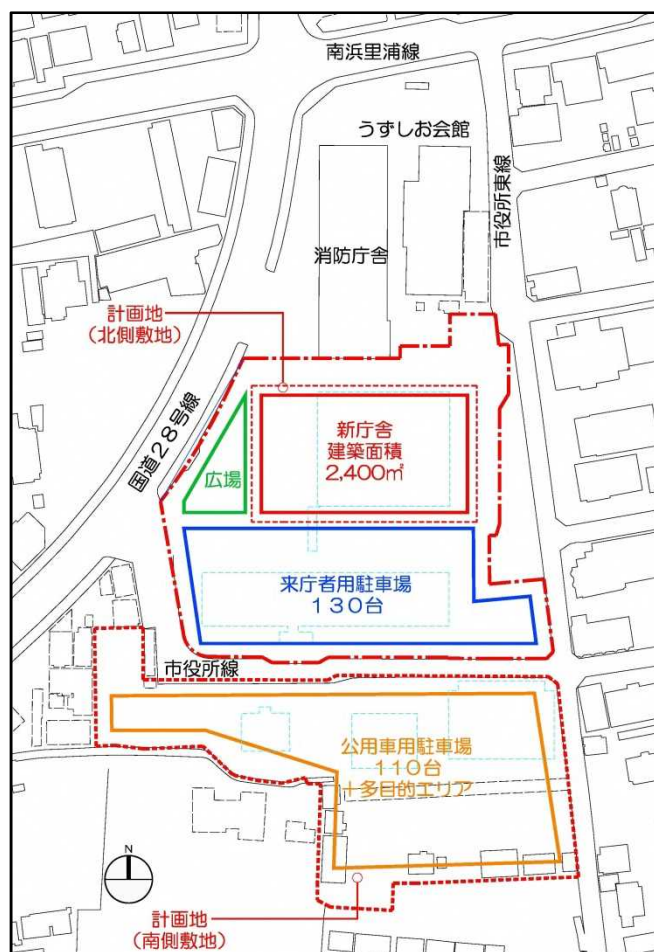 南浜里浦線
うずしお会館
市役所東線
消防庁舎
計画地
(北側敷地)
国道28号線
新庁舎
建築面積
2,400㎡
広場
来庁者用駐車場
130台
市役所線
公用車用駐車場
110台
+多目的エリア
N
計画地
(南側敷地)